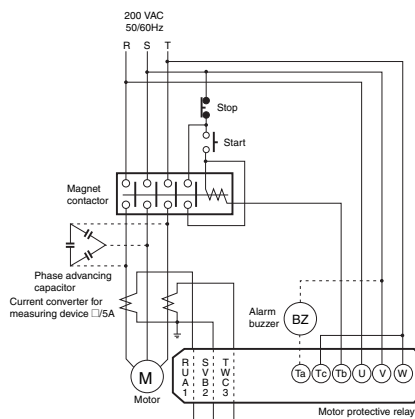 200 VAC
50/60Hz
R S T
Stop
Start
Magnet
contactor
Phase advancing
capacitor
Current converter for
measuring device □/5A
Alarm
buzzer
BZ
M
Motor
R S T
U V W
A B C
1 2 3
Ta Tc Tb U V W
Motor protective relay